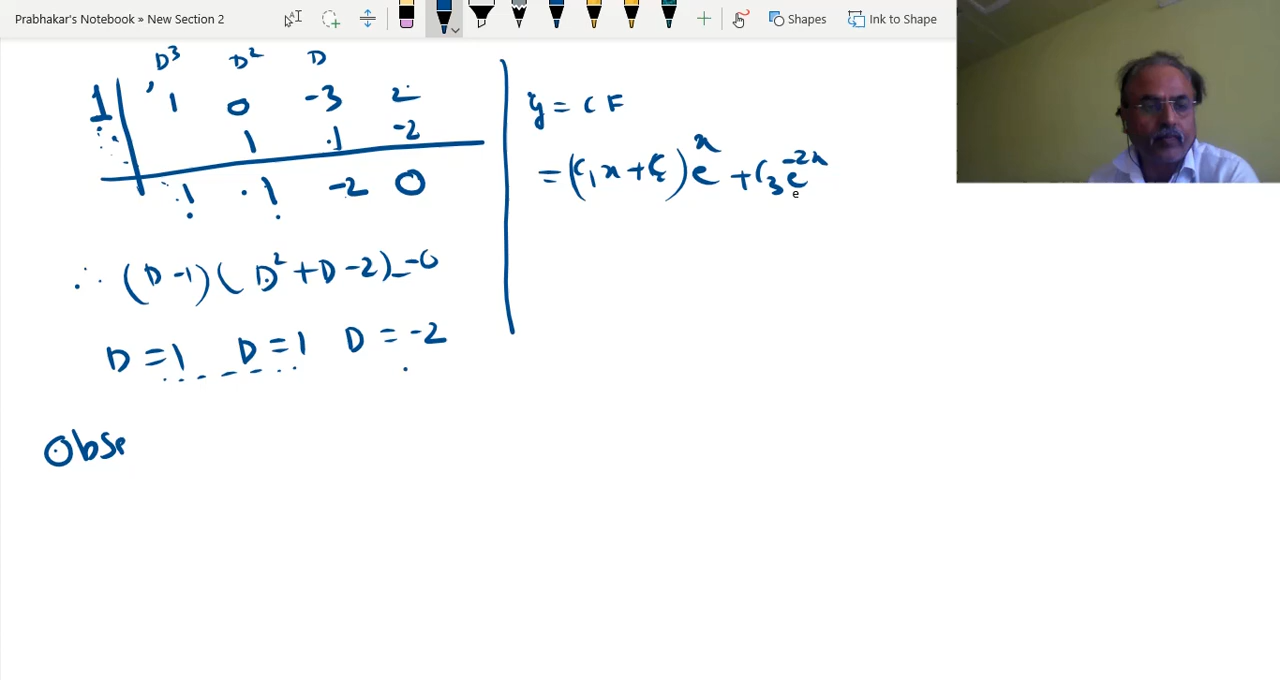 Prabhakar's Notebook » New Section 2
Shapes
Ink to Shape
D³ D² D
1 | 1 0 -3 2
1 1 -2
1 1 -2 0
∴ (D-1)(D²+D-2)=0
D=1 D=1 D=-2
Obse
y = CF
= (C₁x+C₂)eˣ+C₃e⁻²ˣ
e